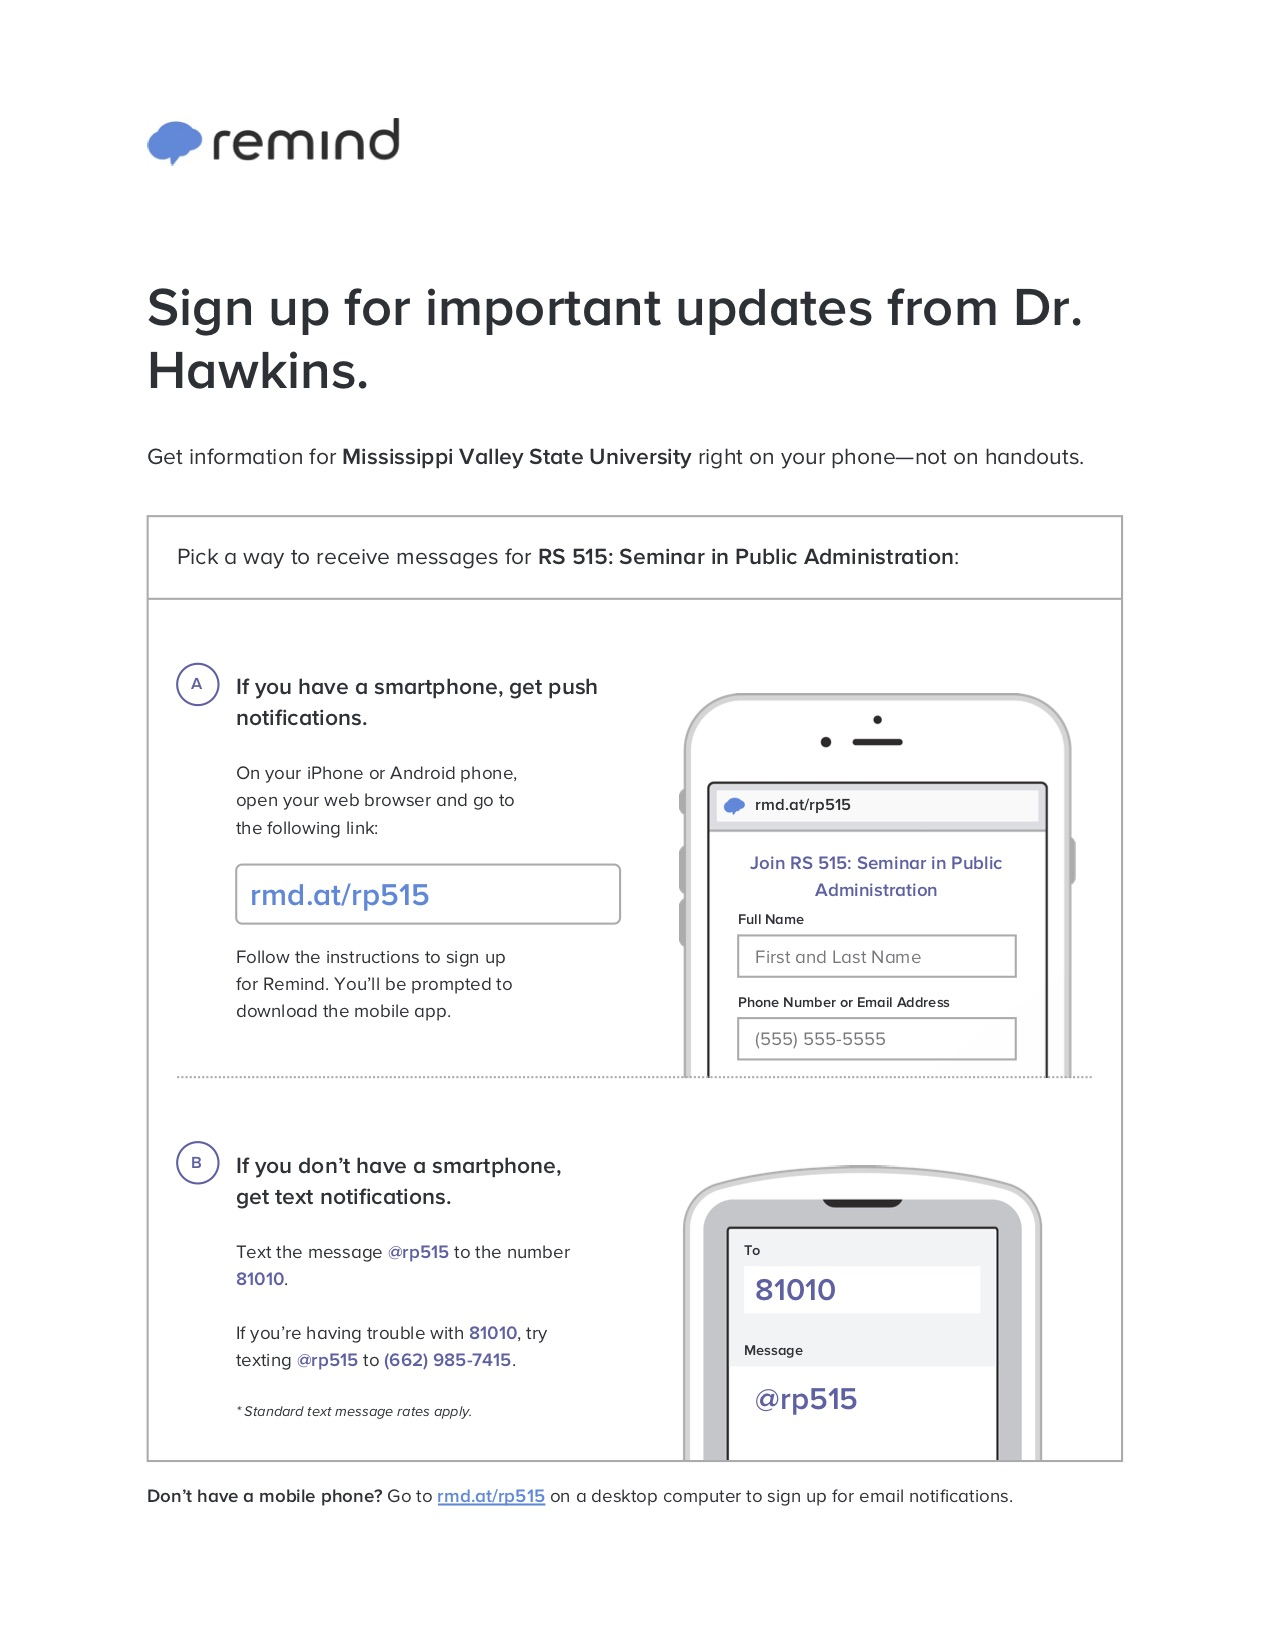 remind
Sign up for important updates from Dr.
Hawkins.
Get information for Mississippi Valley State University right on your phone—not on handouts.
Pick a way to receive messages for RS 515: Seminar in Public Administration:
A
If you have a smartphone, get push
notifications.
On your iPhone or Android phone,
open your web browser and go to
the following link:
rmd.at/rp515
Follow the instructions to sign up
for Remind. You’ll be prompted to
download the mobile app.
rmd.at/rp515
Join RS 515: Seminar in Public
Administration
Full Name
First and Last Name
Phone Number or Email Address
(555) 555-5555
B
If you don’t have a smartphone,
get text notifications.
Text the message @rp515 to the number
81010.
If you’re having trouble with 81010, try
texting @rp515 to (662) 985-7415.
* Standard text message rates apply.
To
81010
Message
@rp515
Don’t have a mobile phone? Go to rmd.at/rp515 on a desktop computer to sign up for email notifications.